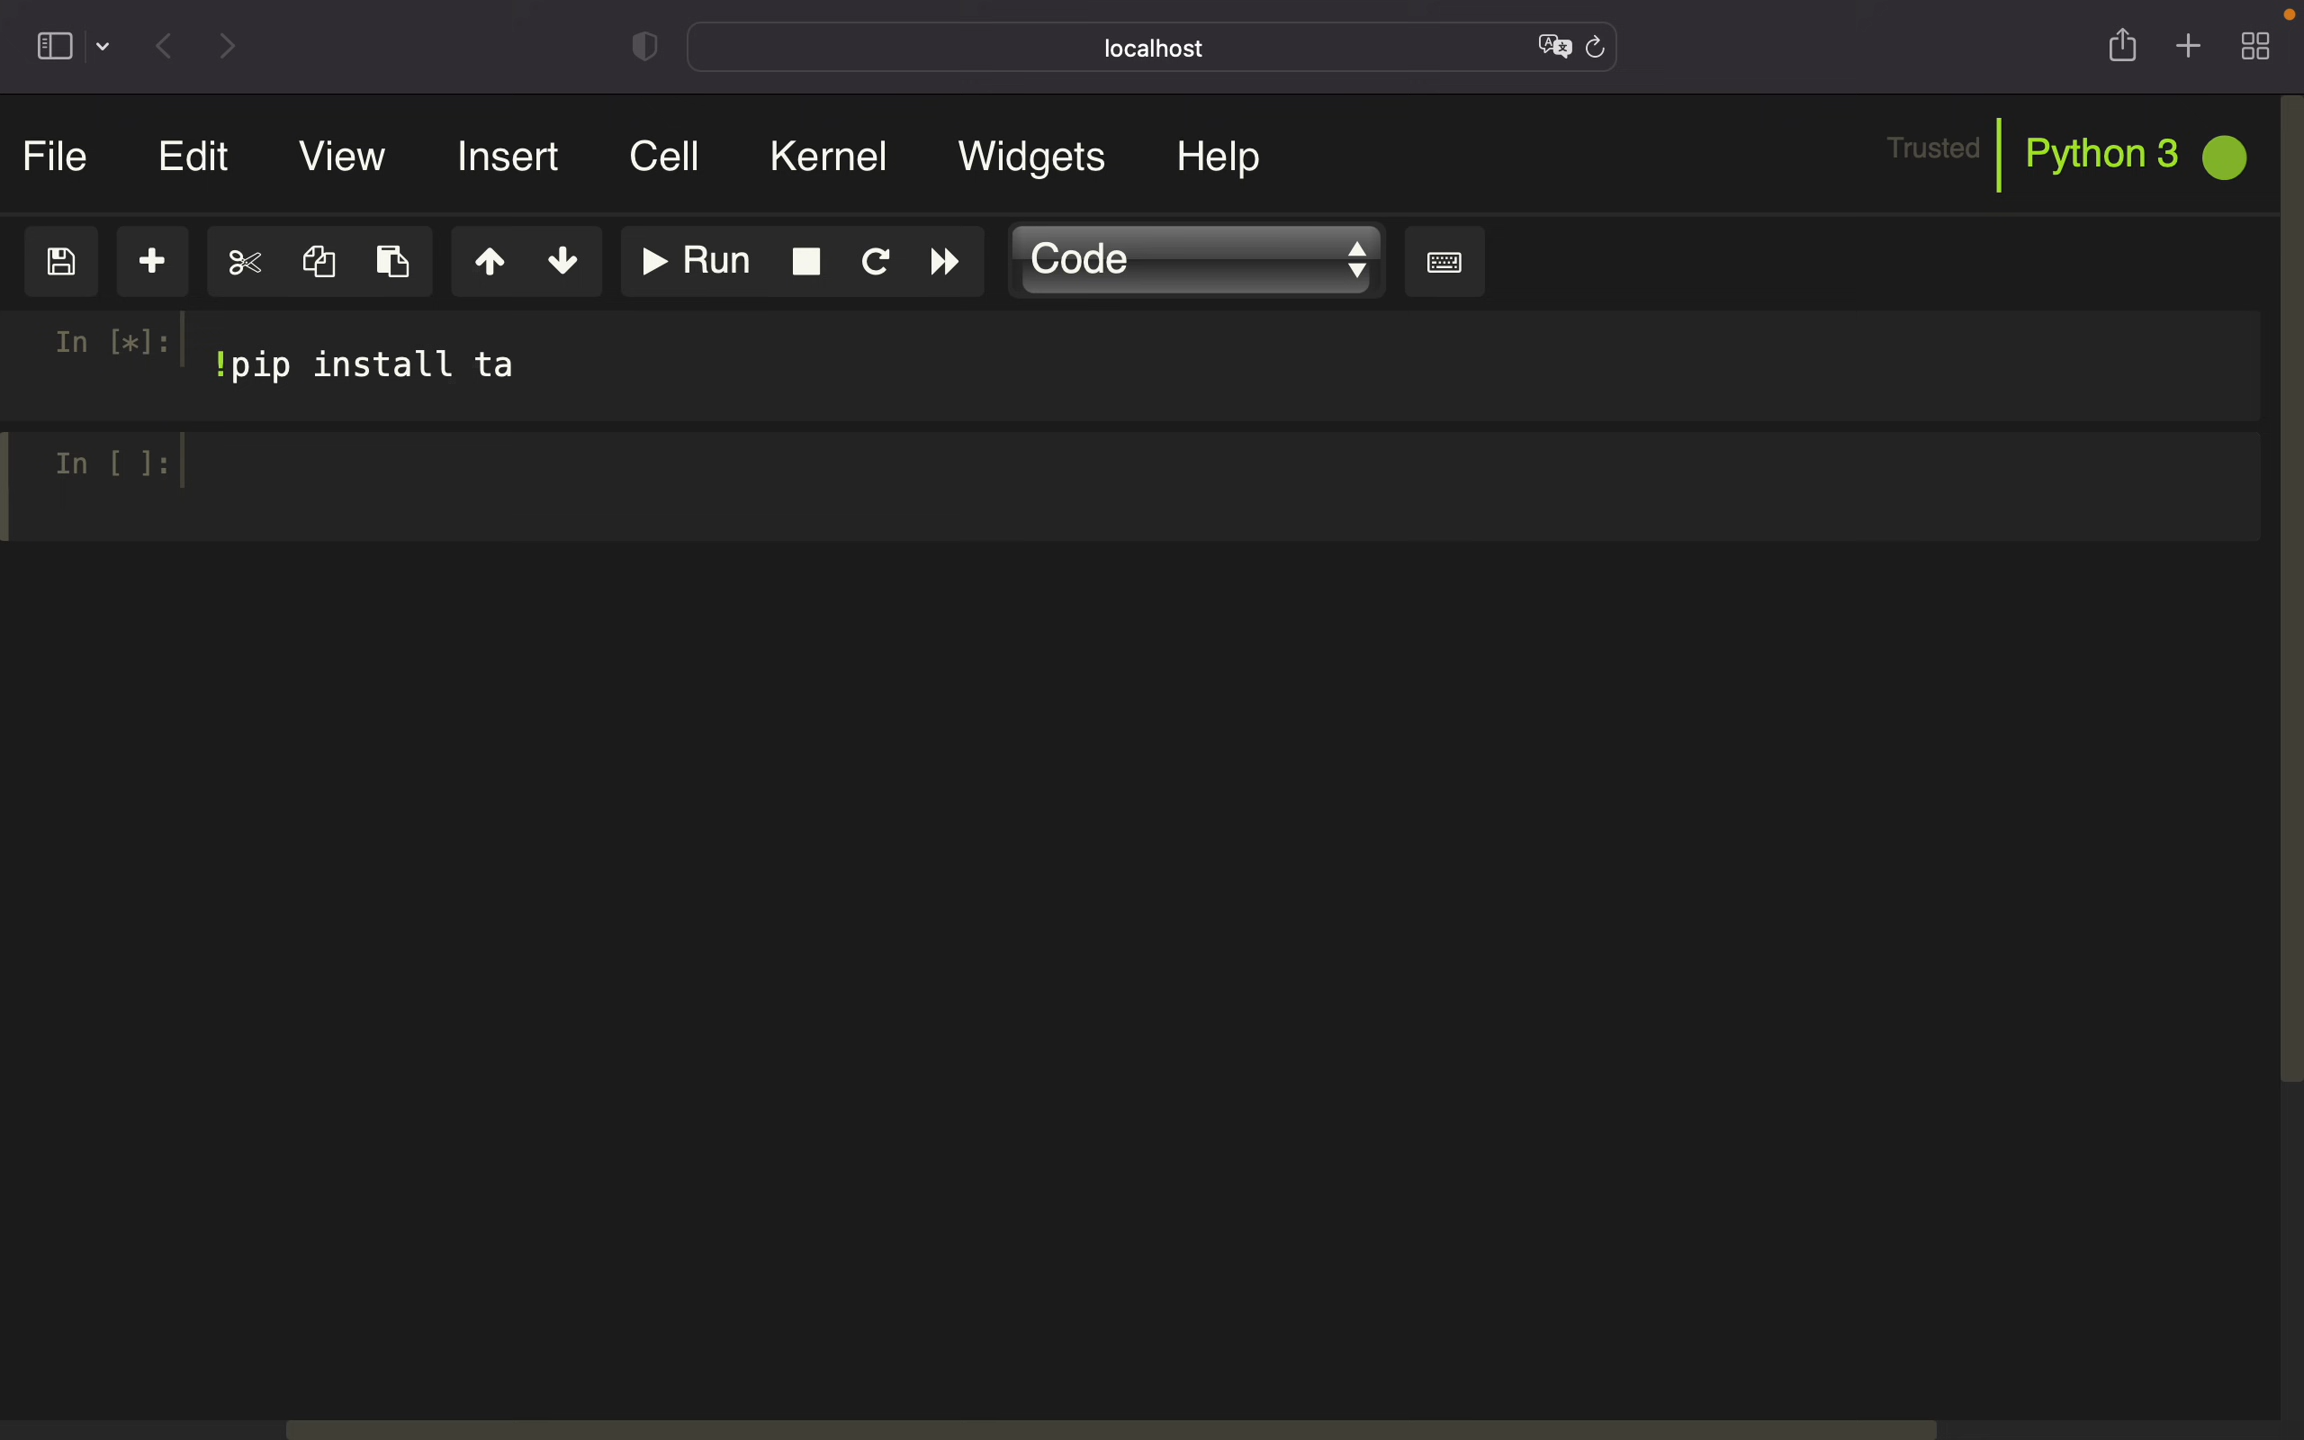 localhost
File Edit View Insert Cell Kernel Widgets Help Trusted Python 3
Run Code
In [*]: !pip install ta
In [ ]: